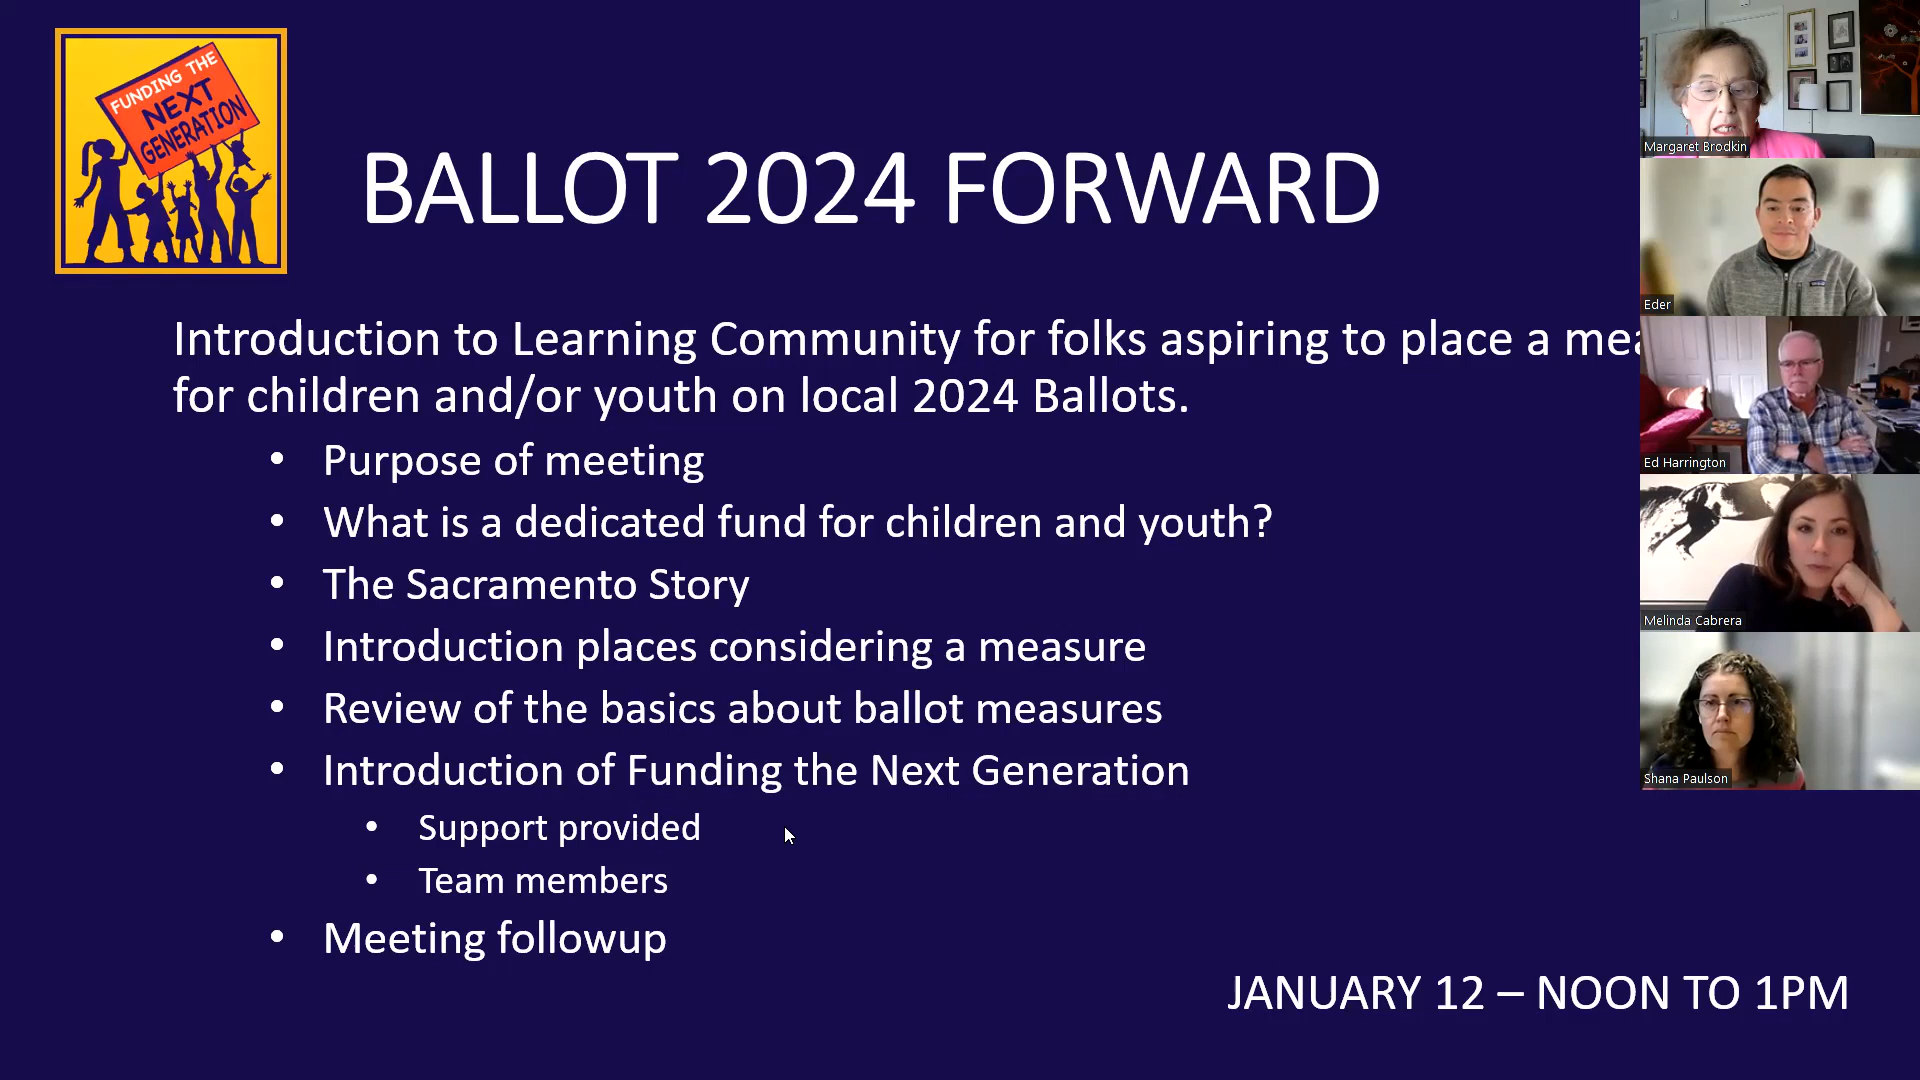 FUNDING THE
NEXT
GENERATION
BALLOT 2024 FORWARD
Introduction to Learning Community for folks aspiring to place a mea
for children and/or youth on local 2024 Ballots.
• Purpose of meeting
• What is a dedicated fund for children and youth?
• The Sacramento Story
• Introduction places considering a measure
• Review of the basics about ballot measures
• Introduction of Funding the Next Generation
• Support provided
• Team members
• Meeting followup
JANUARY 12 – NOON TO 1PM
Margaret Brodkin
Eder
Ed Harrington
Melinda Cabrera
Shana Paulson